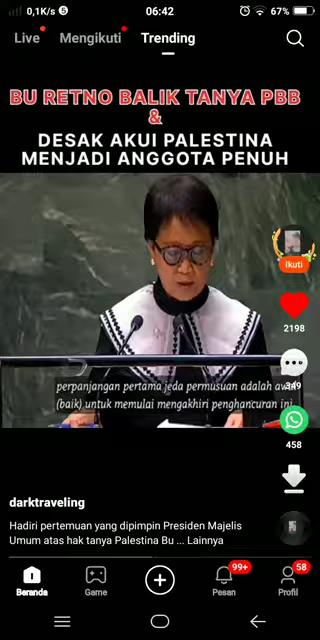 0,1K/s 5 06:42 67%
Live Mengikuti Trending
BU RETNO BALIK TANYA PBB
&
DESAK AKUI PALESTINA
MENJADI ANGGOTA PENUH
Ikuti
2198
perpanjangan pertama jeda permusuan adalah awal
(baik) untuk memulai mengakhiri penghancuran ini
349
458
darktraveling
Hadiri pertemuan yang dipimpin Presiden Majelis
Umum atas hak tanya Palestina Bu ... Lainnya
99+ 58
Beranda Game Pesan Profil